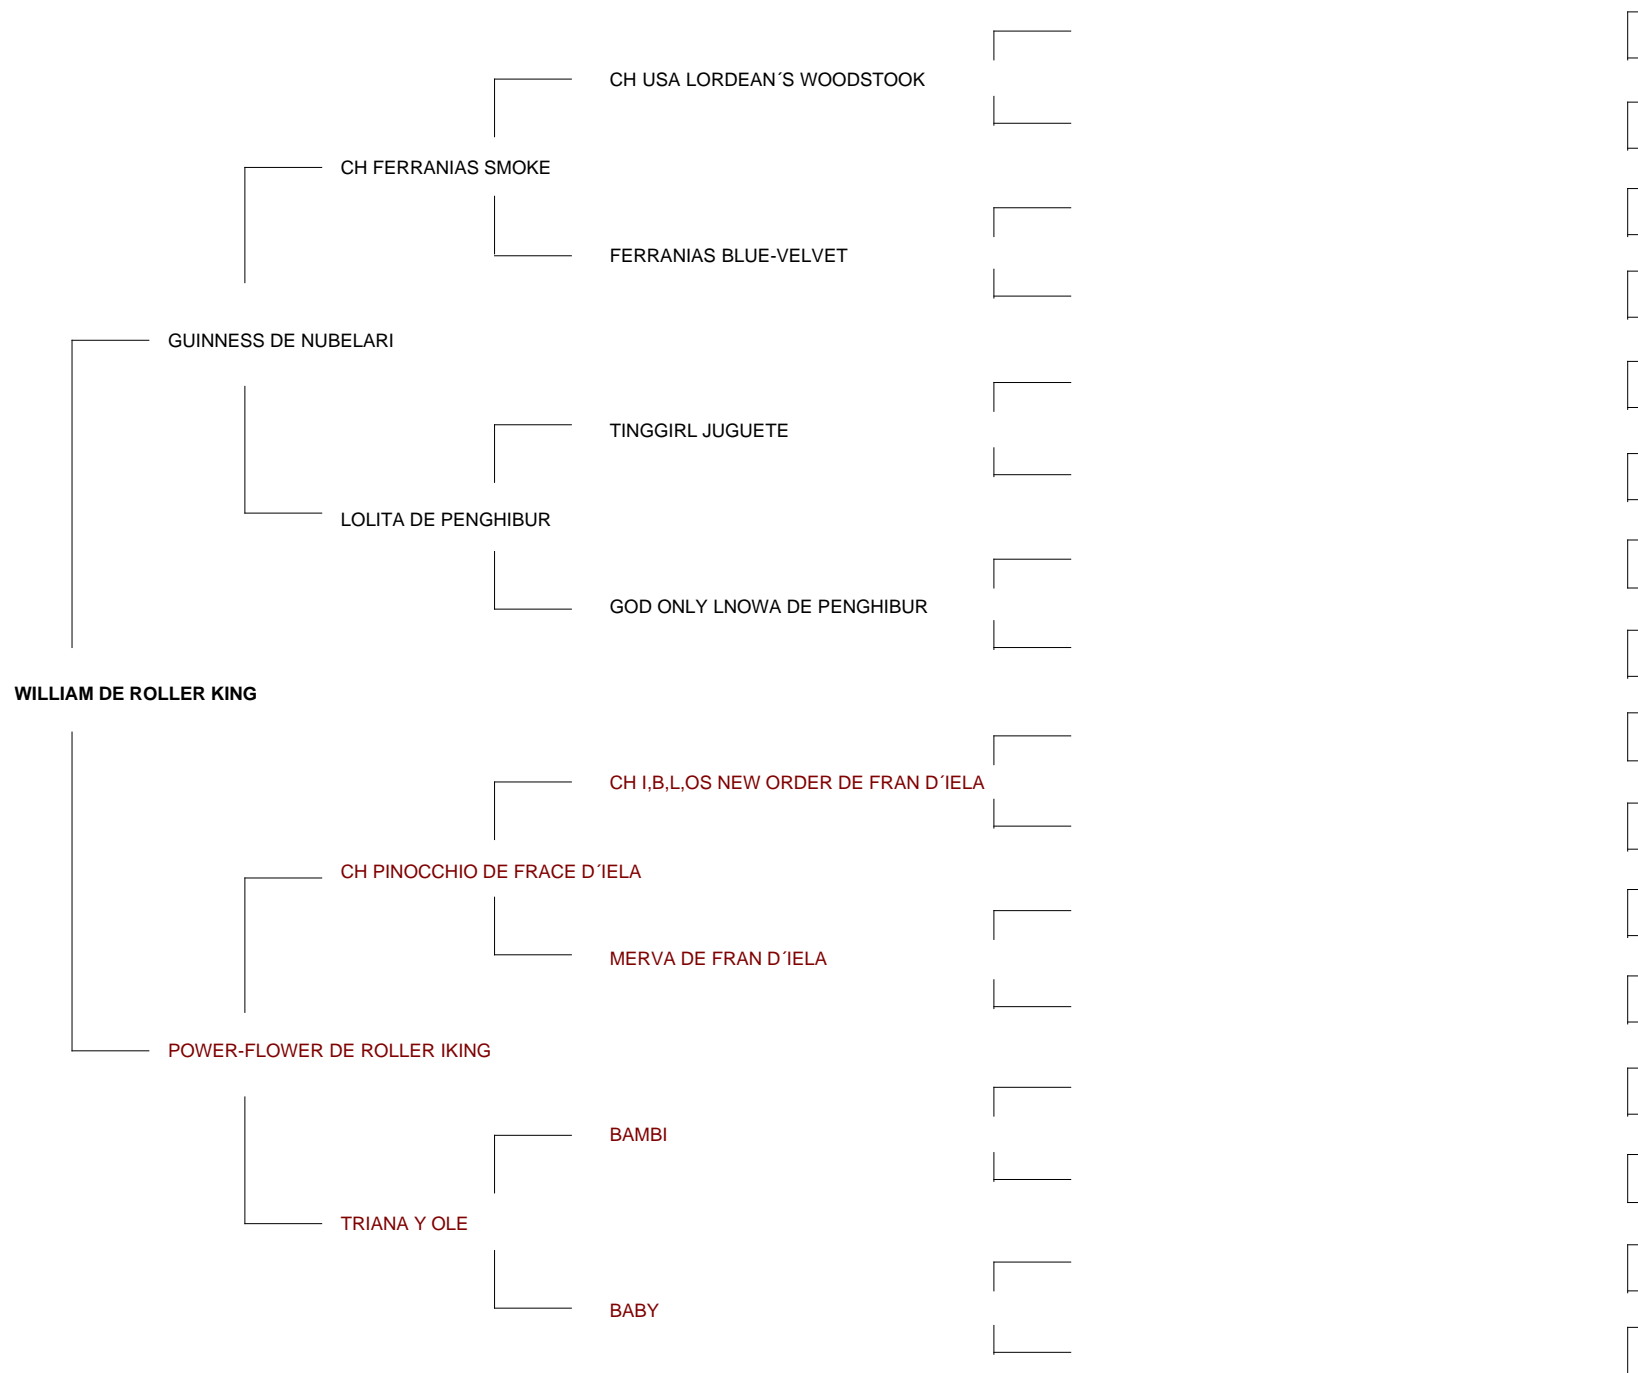 CH USA LORDEAN´S WOODSTOOK
CH FERRANIAS SMOKE
FERRANIAS BLUE-VELVET
GUINNESS DE NUBELARI
TINGGIRL JUGUETE
LOLITA DE PENGHIBUR
GOD ONLY LNOWA DE PENGHIBUR
WILLIAM DE ROLLER KING
CH I,B,L,OS NEW ORDER DE FRAN D´IELA
CH PINOCCHIO DE FRACE D´IELA
MERVA DE FRAN D´IELA
POWER-FLOWER DE ROLLER IKING
BAMBI
TRIANA Y OLE
BABY